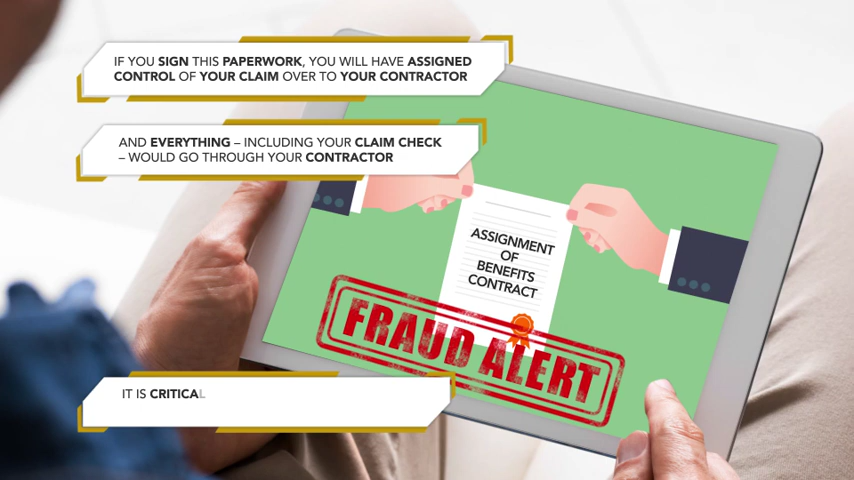 IF YOU SIGN THIS PAPERWORK, YOU WILL HAVE ASSIGNED
CONTROL OF YOUR CLAIM OVER TO YOUR CONTRACTOR
AND EVERYTHING – INCLUDING YOUR CLAIM CHECK
– WOULD GO THROUGH YOUR CONTRACTOR
ASSIGNMENT
OF
BENEFITS
CONTRACT
FRAUD ALERT
IT IS CRITICAL